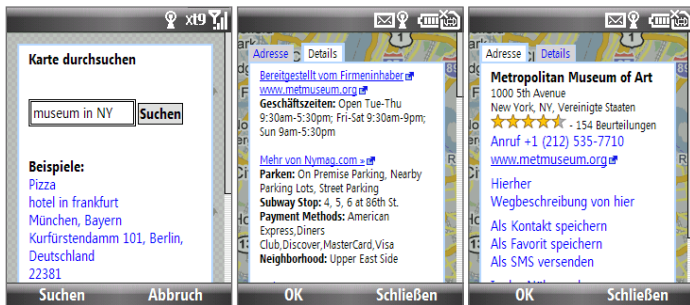 xt9
Karte durchsuchen
museum in NY
Suchen
Beispiele:
Pizza
hotel in frankfurt
München, Bayern
Kurfürstendamm 101, Berlin,
Deutschland
22381
Suchen Abbruch
Adresse Details
Bereitgestellt vom Firmeninhaber
www.metmuseum.org
Geschäftszeiten: Open Tue-Thu
9:30am-5:30pm; Fri-Sat 9:30am-9pm;
Sun 9am-5:30pm
Mehr von Nymag.com »
Parken: On Premise Parking, Nearby
Parking Lots, Street Parking
Subway Stop: 4, 5, 6 at 86th St.
Payment Methods: American
Express,Diners
Club,Discover,MasterCard,Visa
Neighborhood: Upper East Side
OK Schließen
1
Adresse Details
Metropolitan Museum of Art
1000 5th Avenue
New York, NY, Vereinigte Staaten
- 154 Beurteilungen
Anruf +1 (212) 535-7710
www.metmuseum.org
Hierher
Wegbeschreibung von hier
Als Kontakt speichern
Als Favorit speichern
Als SMS versenden
OK Schließen
1